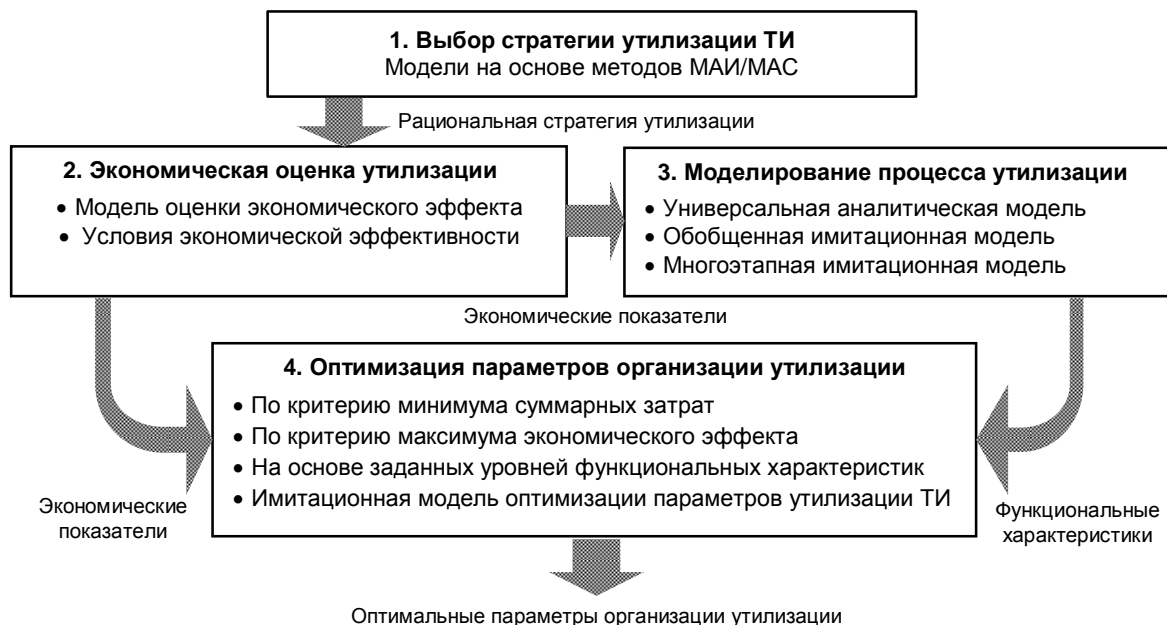 1. Выбор стратегии утилизации ТИ
Модели на основе методов МАИ/МАС
Рациональная стратегия утилизации
2. Экономическая оценка утилизации
• Модель оценки экономического эффекта
• Условия экономической эффективности
3. Моделирование процесса утилизации
• Универсальная аналитическая модель
• Обобщенная имитационная модель
• Многоэтапная имитационная модель
Экономические показатели
4. Оптимизация параметров организации утилизации
• По критерию минимума суммарных затрат
• По критерию максимума экономического эффекта
• На основе заданных уровней функциональных характеристик
• Имитационная модель оптимизации параметров утилизации ТИ
Экономические
показатели
Функциональные
характеристики
Оптимальные параметры организации утилизации